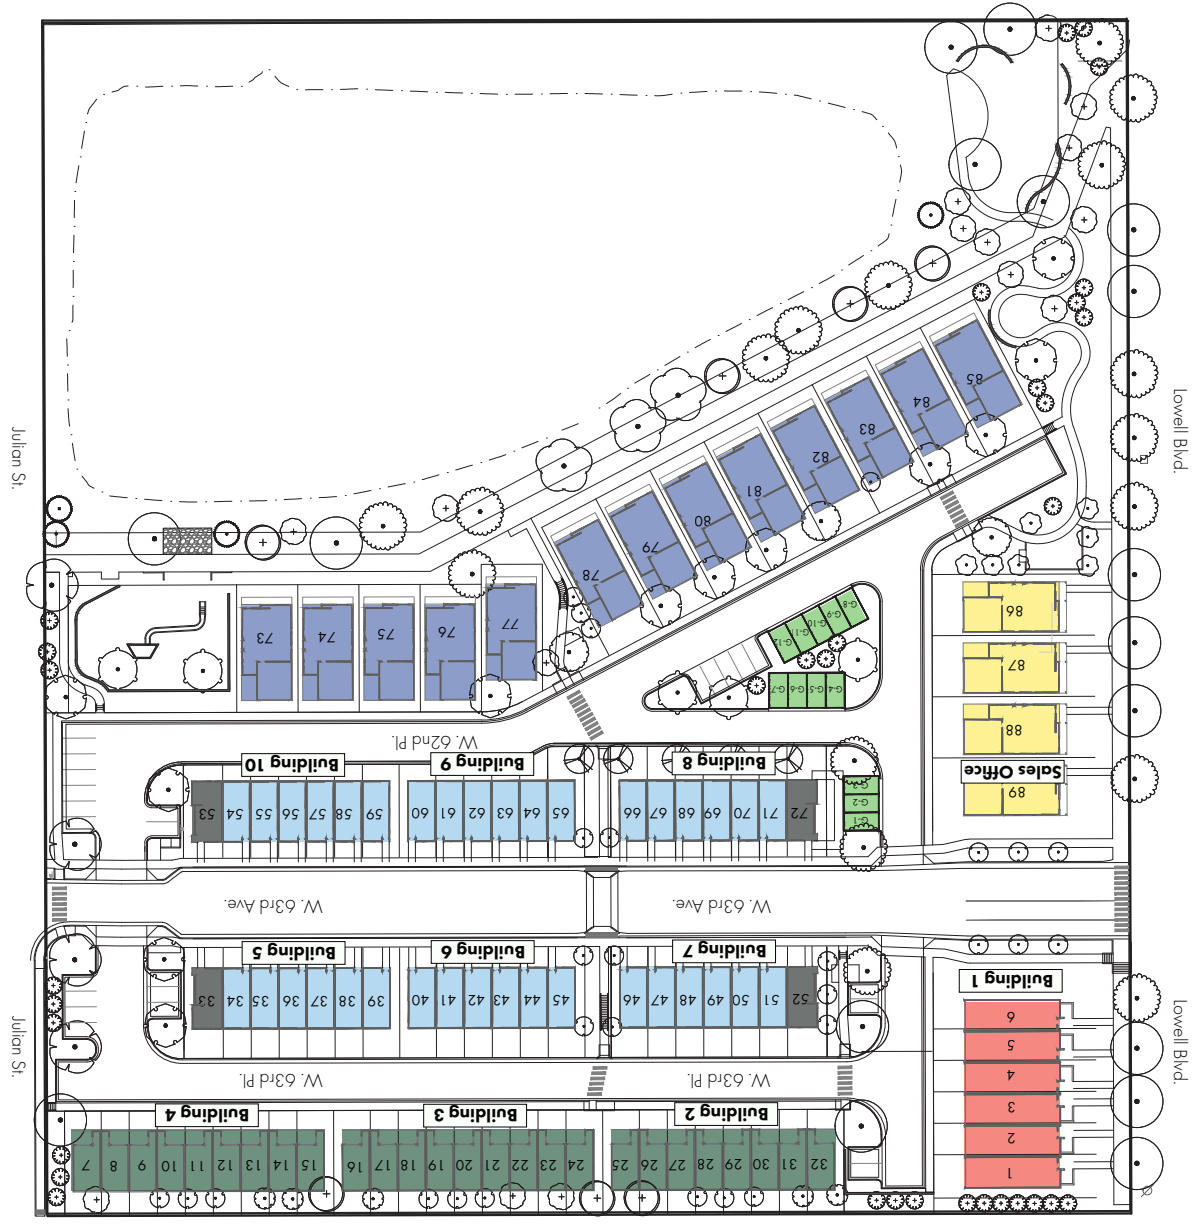 Lowell Blvd.
Julian St.
85
84
83
82
81
80
79
78
77
76
75
74
73
G-8
G-9
G-10
G-11
G-12
G-7
G-6
G-5
G-4
86
87
88
Sales Office
89
W. 62nd Pl.
Building 10
Building 9
Building 8
53
54
55
56
57
58
59
60
61
62
63
64
65
66
67
68
69
70
71
72
G-3
G-2
G-1
W. 63rd Ave.
W. 63rd Ave.
Building 5
Building 6
Building 7
33
34
35
36
37
38
39
40
41
42
43
44
45
46
47
48
49
50
51
52
Building 1
6
5
4
3
2
1
Julian St.
Lowell Blvd.
W. 63rd Pl.
W. 63rd Pl.
Building 4
Building 3
Building 2
7
8
9
10
11
12
13
14
15
16
17
18
19
20
21
22
23
24
25
26
27
28
29
30
31
32